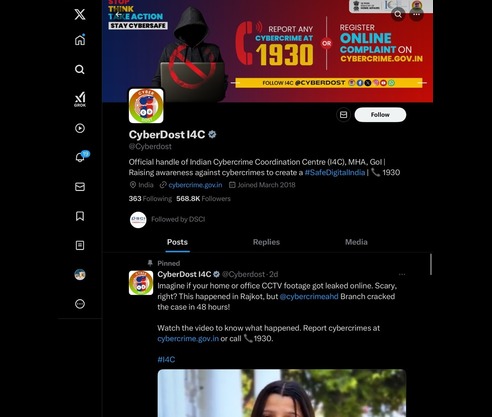 STOP
THINK
TAKE ACTION
STAY CYBERSAFE
REPORT ANY
CYBERCRIME AT
1930
OR
REGISTER
ONLINE
COMPLAINT ON
CYBERCRIME.GOV.IN
FOLLOW I4C @CYBERDOST
GROK
CYBER
Follow
CyberDost I4C
@Cyberdost
Official handle of Indian Cybercrime Coordination Centre (I4C), MHA, GoI |
Raising awareness against cybercrimes to create a #SafeDigitalIndia | 📞 1930
India cybercrime.gov.in Joined March 2018
363 Following 568.8K Followers
Followed by DSCI
Posts Replies Media
Pinned
CyberDost I4C @Cyberdost · 2d
Imagine if your home or office CCTV footage got leaked online. Scary,
right? This happened in Rajkot, but @cybercrimeahd Branch cracked
the case in 48 hours!
Watch the video to know what happened. Report cybercrimes at
cybercrime.gov.in or call 📞1930.
#I4C